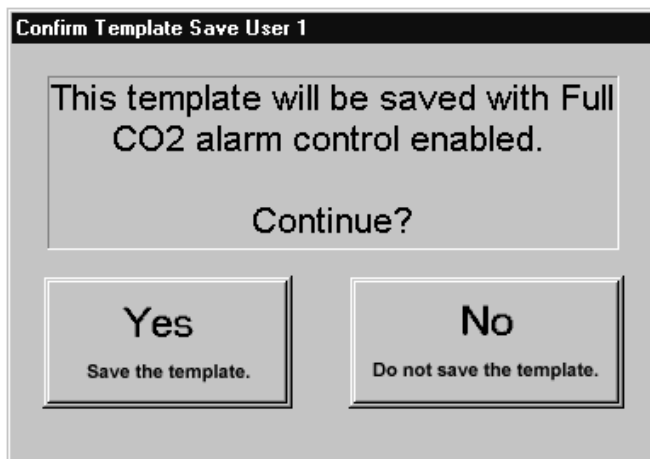 Confirm Template Save User 1
This template will be saved with Full
CO2 alarm control enabled.
Continue?
Yes
Save the template.
No
Do not save the template.